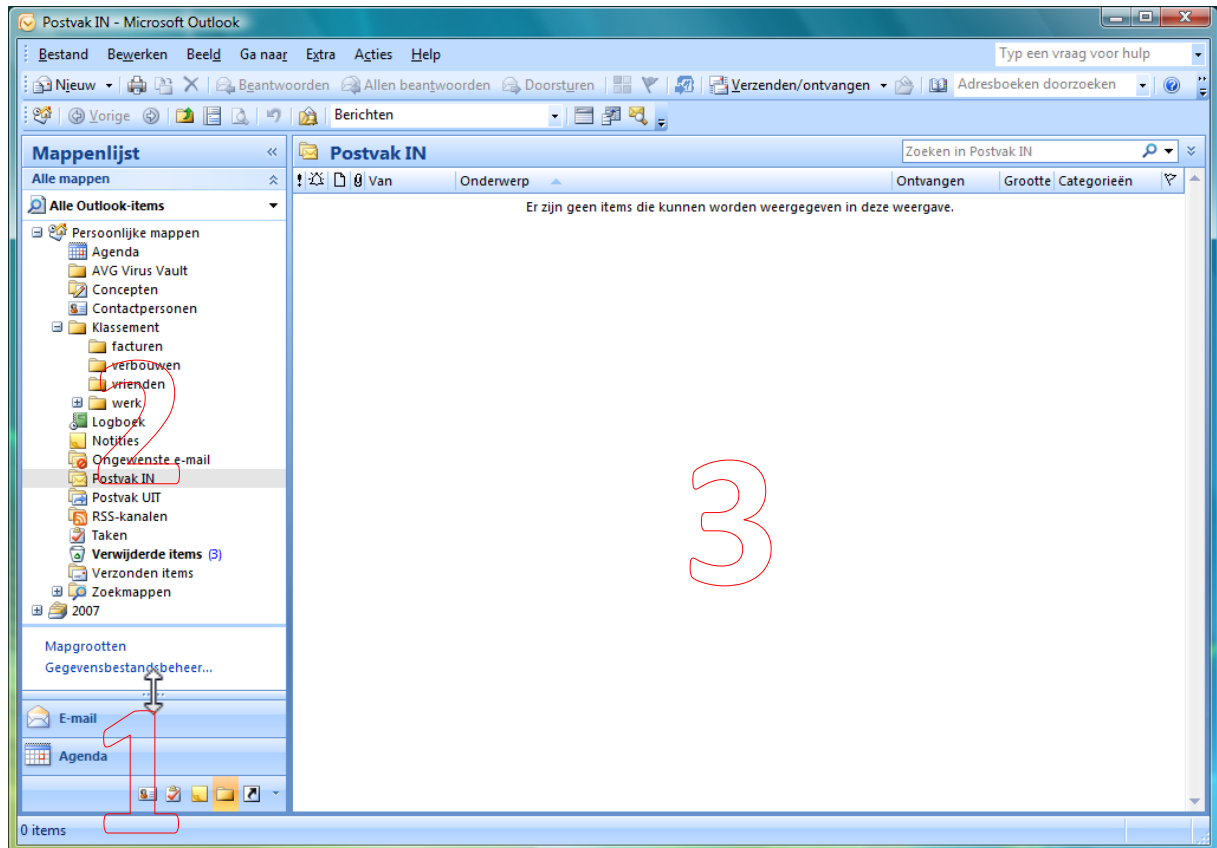 Postvak IN - Microsoft Outlook
Bestand Bewerken Beeld Ga naar Extra Acties Help Typ een vraag voor hulp
Nieuw Beantwoorden Allen beantwoorden Doorsturen Verzenden/ontvangen Adresboeken doorzoeken
Vorige Berichten
Mappenlijst « Postvak IN Zoeken in Postvak IN
Alle mappen Van Onderwerp Ontvangen Grootte Categorieën
Alle Outlook-items Er zijn geen items die kunnen worden weergegeven in deze weergave.
Persoonlijke mappen
Agenda
AVG Virus Vault
Concepten
Contactpersonen
Klassement
facturen
verbouwen
vrienden
werk
2
Logboek
Notities
Ongewenste e-mail
Postvak IN
Postvak UIT
3
RSS-kanalen
Taken
Verwijderde items (3)
Verzonden items
Zoekmappen
2007
Mapgrootten
Gegevensbestandsbeheer...
E-mail
Agenda
1
0 items